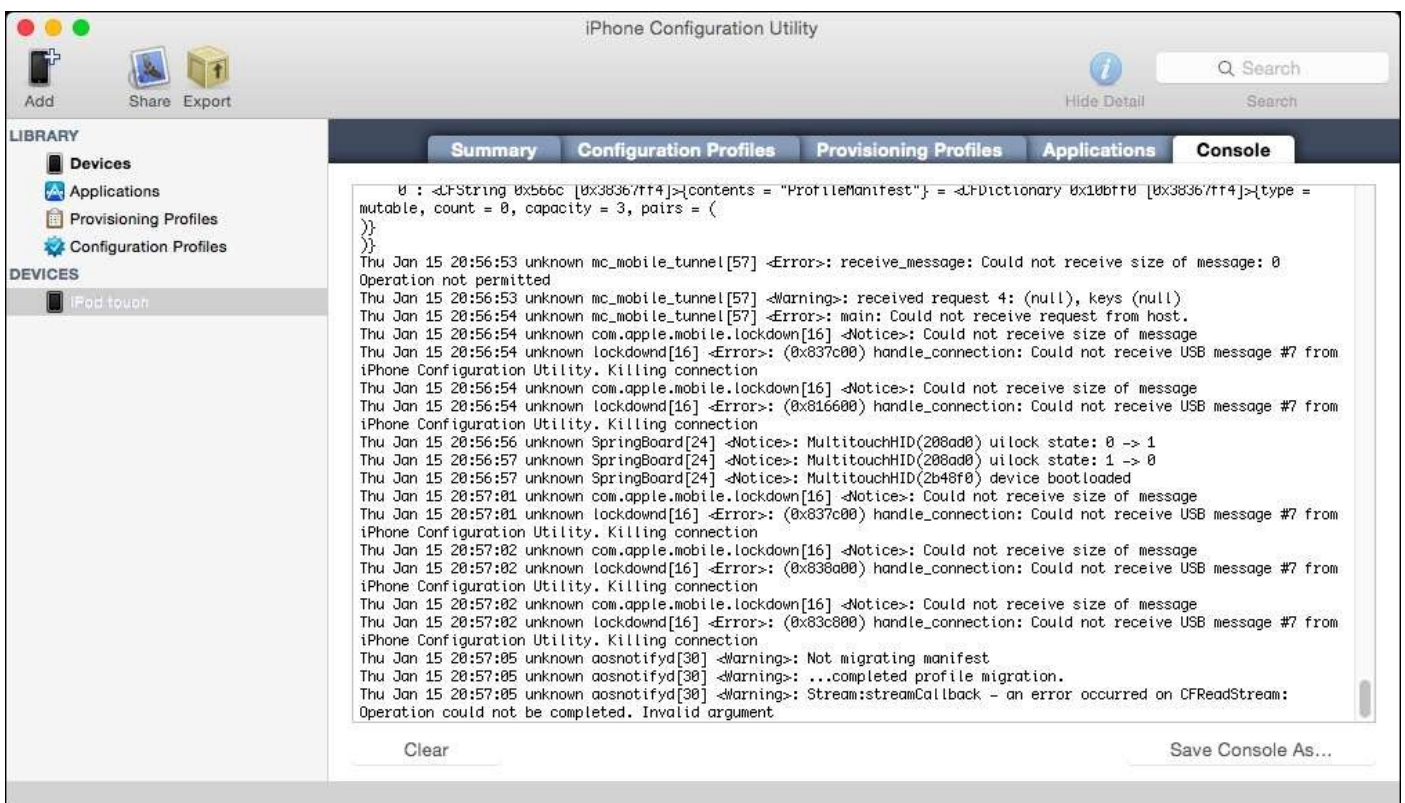 iPhone Configuration Utility
Add
Share
Export
Hide Detail
Search
Search
LIBRARY
Devices
Applications
Provisioning Profiles
Configuration Profiles
DEVICES
iPod touch
Summary
Configuration Profiles
Provisioning Profiles
Applications
Console
0 : <CFString 0x566c [0x38367ff4]>{contents = "ProfileManifest"} = <CFDictionary 0x10bff0 [0x38367ff4]>{type =
mutable, count = 0, capacity = 3, pairs = (
)}
)}
Thu Jan 15 20:56:53 unknown mc_mobile_tunnel[57] <Error>: receive_message: Could not receive size of message: 0
Operation not permitted
Thu Jan 15 20:56:53 unknown mc_mobile_tunnel[57] <Warning>: received request 4: (null), keys (null)
Thu Jan 15 20:56:54 unknown mc_mobile_tunnel[57] <Error>: main: Could not receive request from host.
Thu Jan 15 20:56:54 unknown com.apple.mobile.lockdown[16] <Notice>: Could not receive size of message
Thu Jan 15 20:56:54 unknown lockdownd[16] <Error>: (0x837c00) handle_connection: Could not receive USB message #7 from
iPhone Configuration Utility. Killing connection
Thu Jan 15 20:56:54 unknown com.apple.mobile.lockdown[16] <Notice>: Could not receive size of message
Thu Jan 15 20:56:54 unknown lockdownd[16] <Error>: (0x816600) handle_connection: Could not receive USB message #7 from
iPhone Configuration Utility. Killing connection
Thu Jan 15 20:56:56 unknown SpringBoard[24] <Notice>: MultitouchHID(208ad0) uilock state: 0 -> 1
Thu Jan 15 20:56:57 unknown SpringBoard[24] <Notice>: MultitouchHID(208ad0) uilock state: 1 -> 0
Thu Jan 15 20:56:57 unknown SpringBoard[24] <Notice>: MultitouchHID(2b48f0) device bootloaded
Thu Jan 15 20:57:01 unknown com.apple.mobile.lockdown[16] <Notice>: Could not receive size of message
Thu Jan 15 20:57:01 unknown lockdownd[16] <Error>: (0x837c00) handle_connection: Could not receive USB message #7 from
iPhone Configuration Utility. Killing connection
Thu Jan 15 20:57:02 unknown com.apple.mobile.lockdown[16] <Notice>: Could not receive size of message
Thu Jan 15 20:57:02 unknown lockdownd[16] <Error>: (0x838a00) handle_connection: Could not receive USB message #7 from
iPhone Configuration Utility. Killing connection
Thu Jan 15 20:57:02 unknown com.apple.mobile.lockdown[16] <Notice>: Could not receive size of message
Thu Jan 15 20:57:02 unknown lockdownd[16] <Error>: (0x83c800) handle_connection: Could not receive USB message #7 from
iPhone Configuration Utility. Killing connection
Thu Jan 15 20:57:05 unknown aosnotifyd[30] <Warning>: Not migrating manifest
Thu Jan 15 20:57:05 unknown aosnotifyd[30] <Warning>: ...completed profile migration.
Thu Jan 15 20:57:05 unknown aosnotifyd[30] <Warning>: Stream:streamCallback – an error occurred on CFReadStream:
Operation could not be completed. Invalid argument
Clear
Save Console As...